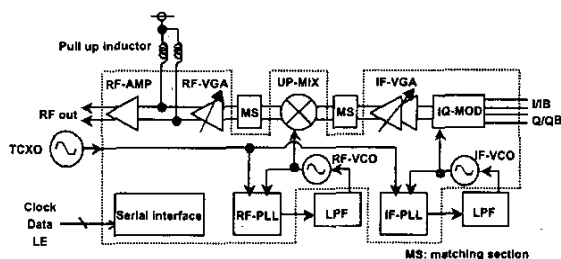 Pull up inductor
RF-AMP
RF-VGA
UP-MIX
IF-VGA
RF out
MS
MS
IQ-MOD
I/IB
Q/QB
TCXO
RF-VCO
IF-VCO
Clock
Data
LE
Serial interface
RF-PLL
LPF
IF-PLL
LPF
MS: matching section